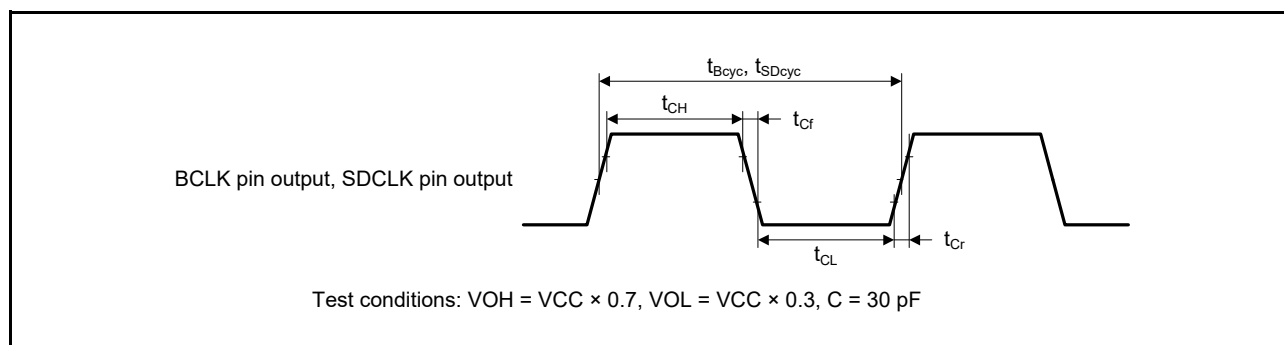 tBcyc, tSDcyc
tCH
tCf
BCLK pin output, SDCLK pin output
tCr
tCL
Test conditions: VOH = VCC × 0.7, VOL = VCC × 0.3, C = 30 pF